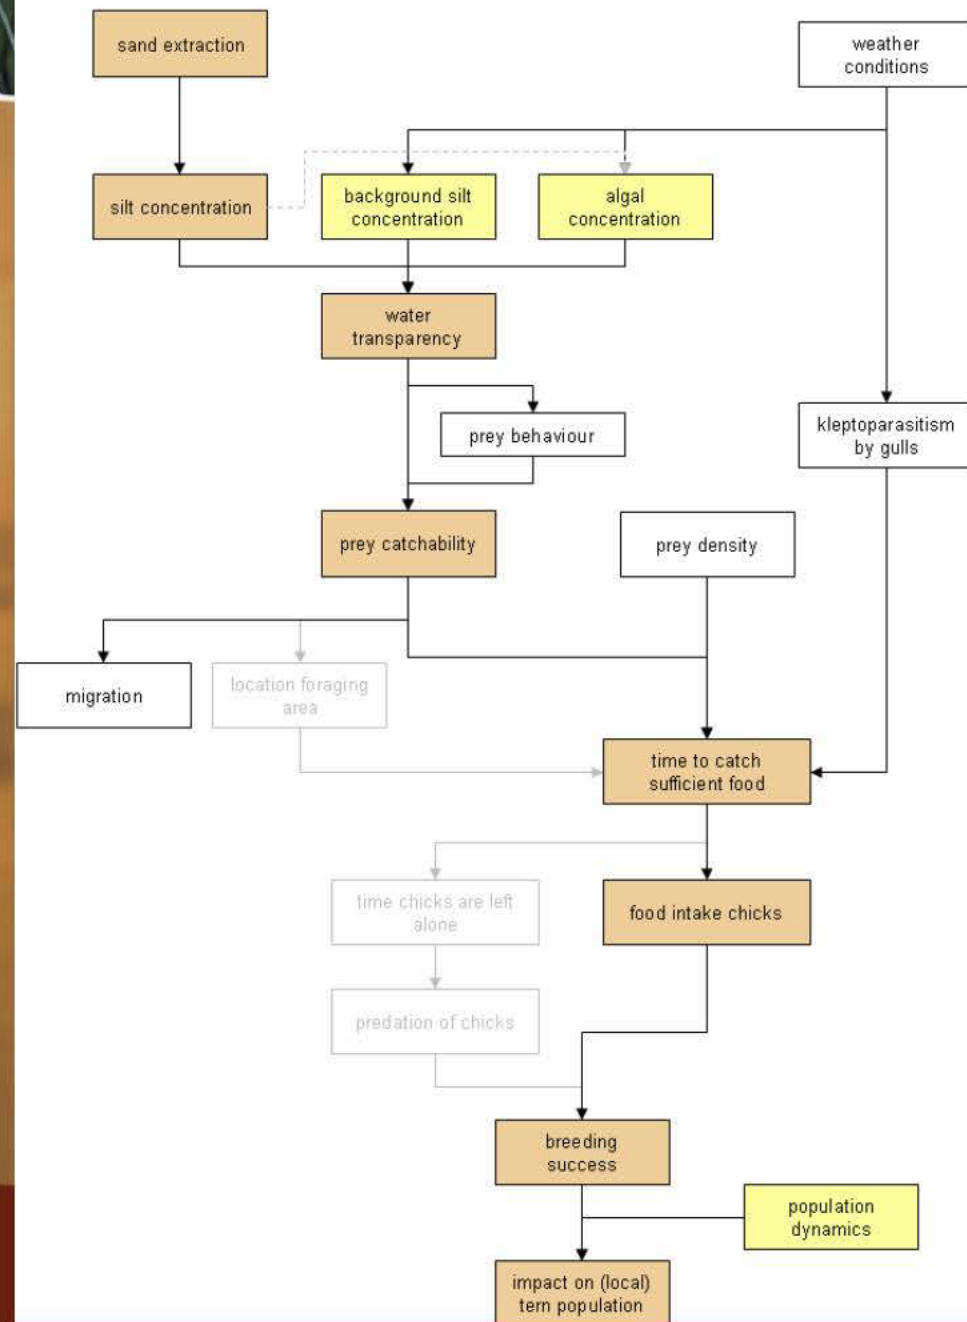 sand extraction
weather
conditions
silt concentration
background silt
concentration
algal
concentration
water
transparency
prey behaviour
kleptoparasitism
by gulls
prey catchability
prey density
migration
location foraging
area
time to catch
sufficient food
time chicks are left
alone
food intake chicks
predation of chicks
breeding
success
population
dynamics
impact on (local)
tern population